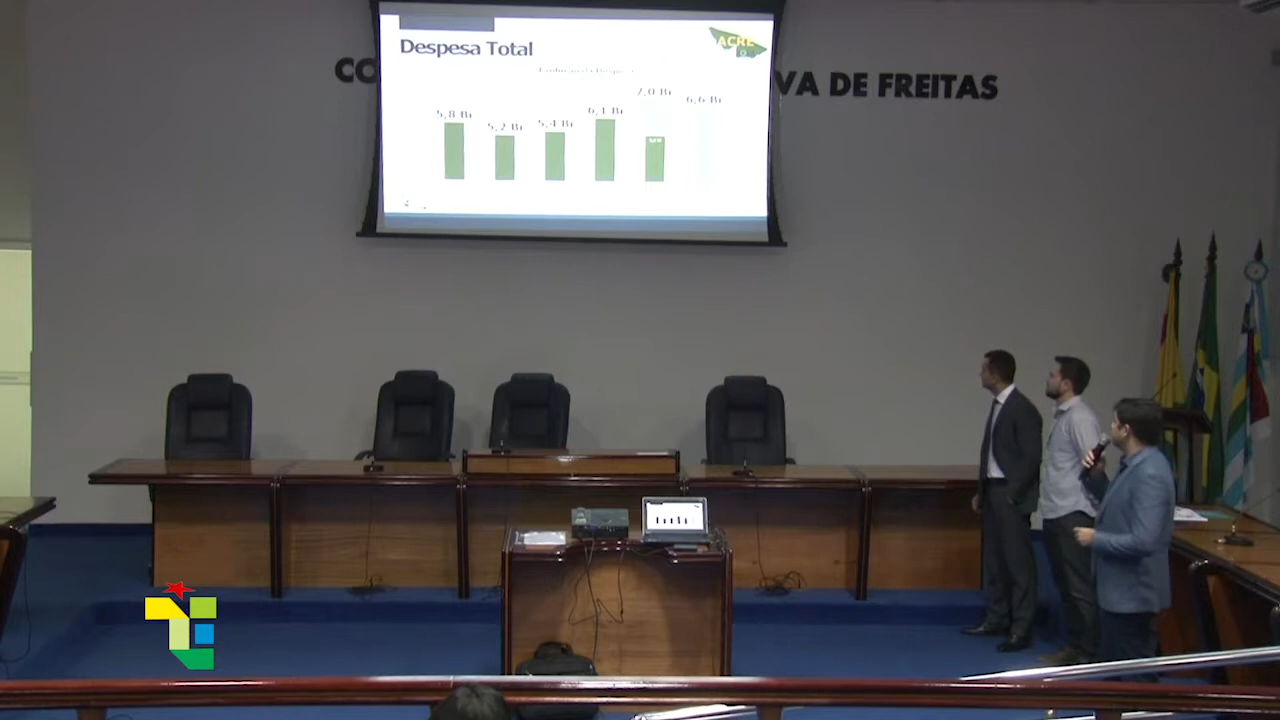 Despesa Total
ACRE
CO
VA DE FREITAS
5,8 Bi
5,2 Bi
5,4 Bi
6,1 Bi
7,0 Bi
6,6 Bi